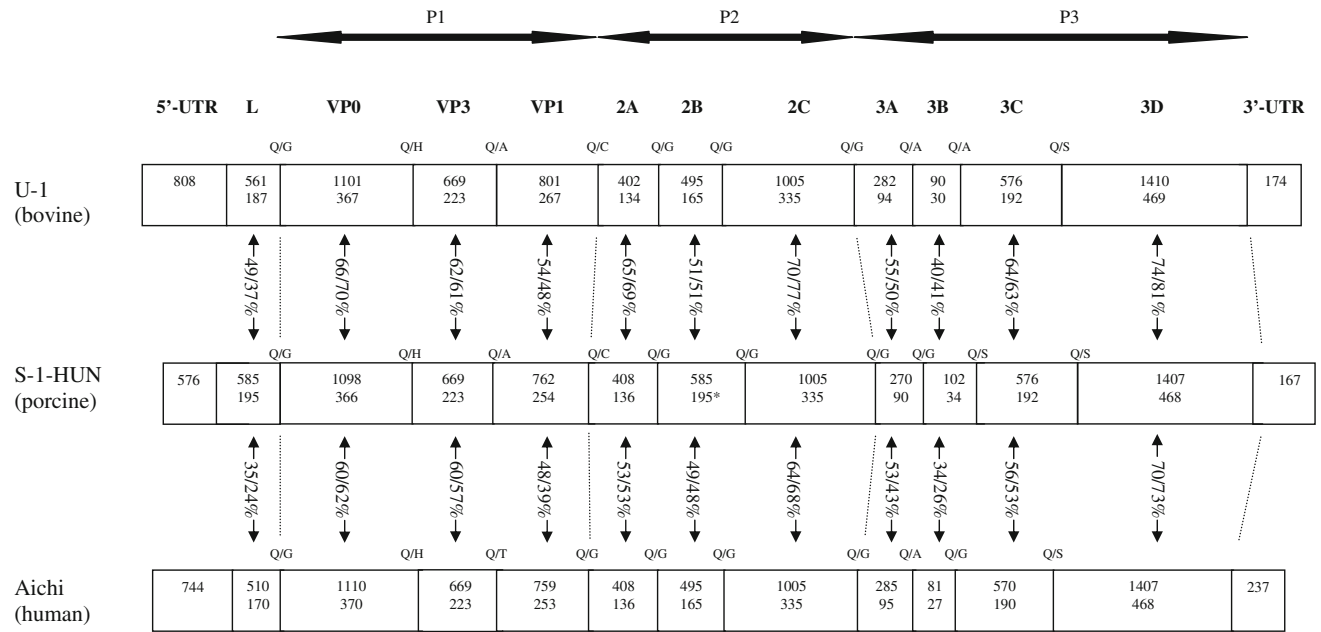 P1 P2 P3
5’-UTR L VP0 VP3 VP1 2A 2B 2C 3A 3B 3C 3D 3’-UTR
Q/G Q/H Q/A Q/C Q/G Q/G Q/G Q/A Q/A Q/S
U-1
(bovine)
808 561 1101 669 801 402 495 1005 282 90 576 1410 174
187 367 223 267 134 165 335 94 30 192 469
49/37% 66/70% 62/61% 54/48% 65/69% 51/51% 70/77% 55/50% 40/41% 64/63% 74/81%
Q/G Q/H Q/A Q/C Q/G Q/G Q/G Q/G Q/S Q/S
S-1-HUN
(porcine)
576 585 1098 669 762 408 585 1005 270 102 576 1407 167
195 366 223 254 136 195* 335 90 34 192 468
35/24% 60/62% 60/57% 48/39% 53/53% 49/48% 64/68% 53/43% 34/26% 56/53% 70/73%
Q/G Q/H Q/T Q/G Q/G Q/G Q/G Q/A Q/G Q/S
Aichi
(human)
744 510 1110 669 759 408 495 1005 285 81 570 1407 237
170 370 223 253 136 165 335 95 27 190 468